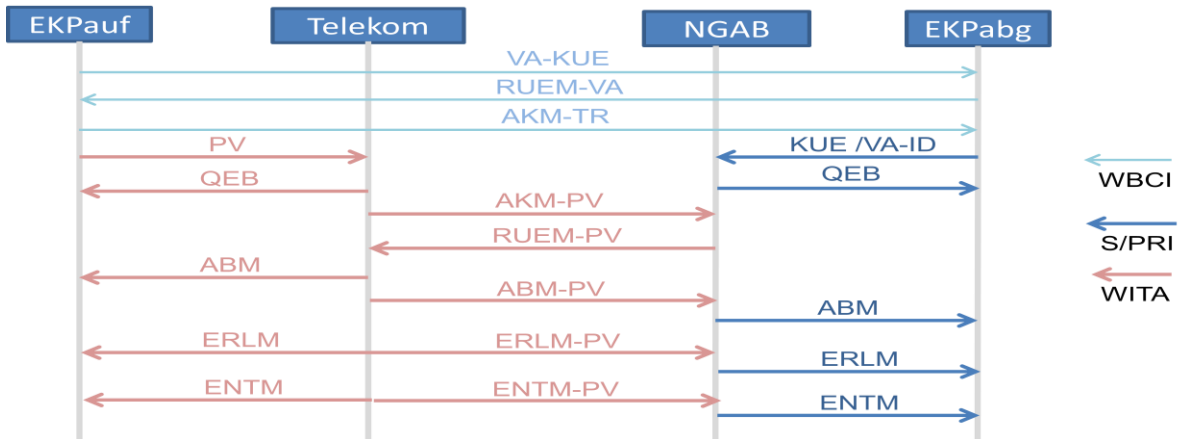 EKPauf
Telekom
NGAB
EKPabg
VA-KUE
RUEM-VA
AKM-TR
PV
KUE /VA-ID
QEB
QEB
WBCI
AKM-PV
RUEM-PV
S/PRI
ABM
ABM-PV
WITA
ABM
ERLM
ERLM-PV
ERLM
ENTM
ENTM-PV
ENTM